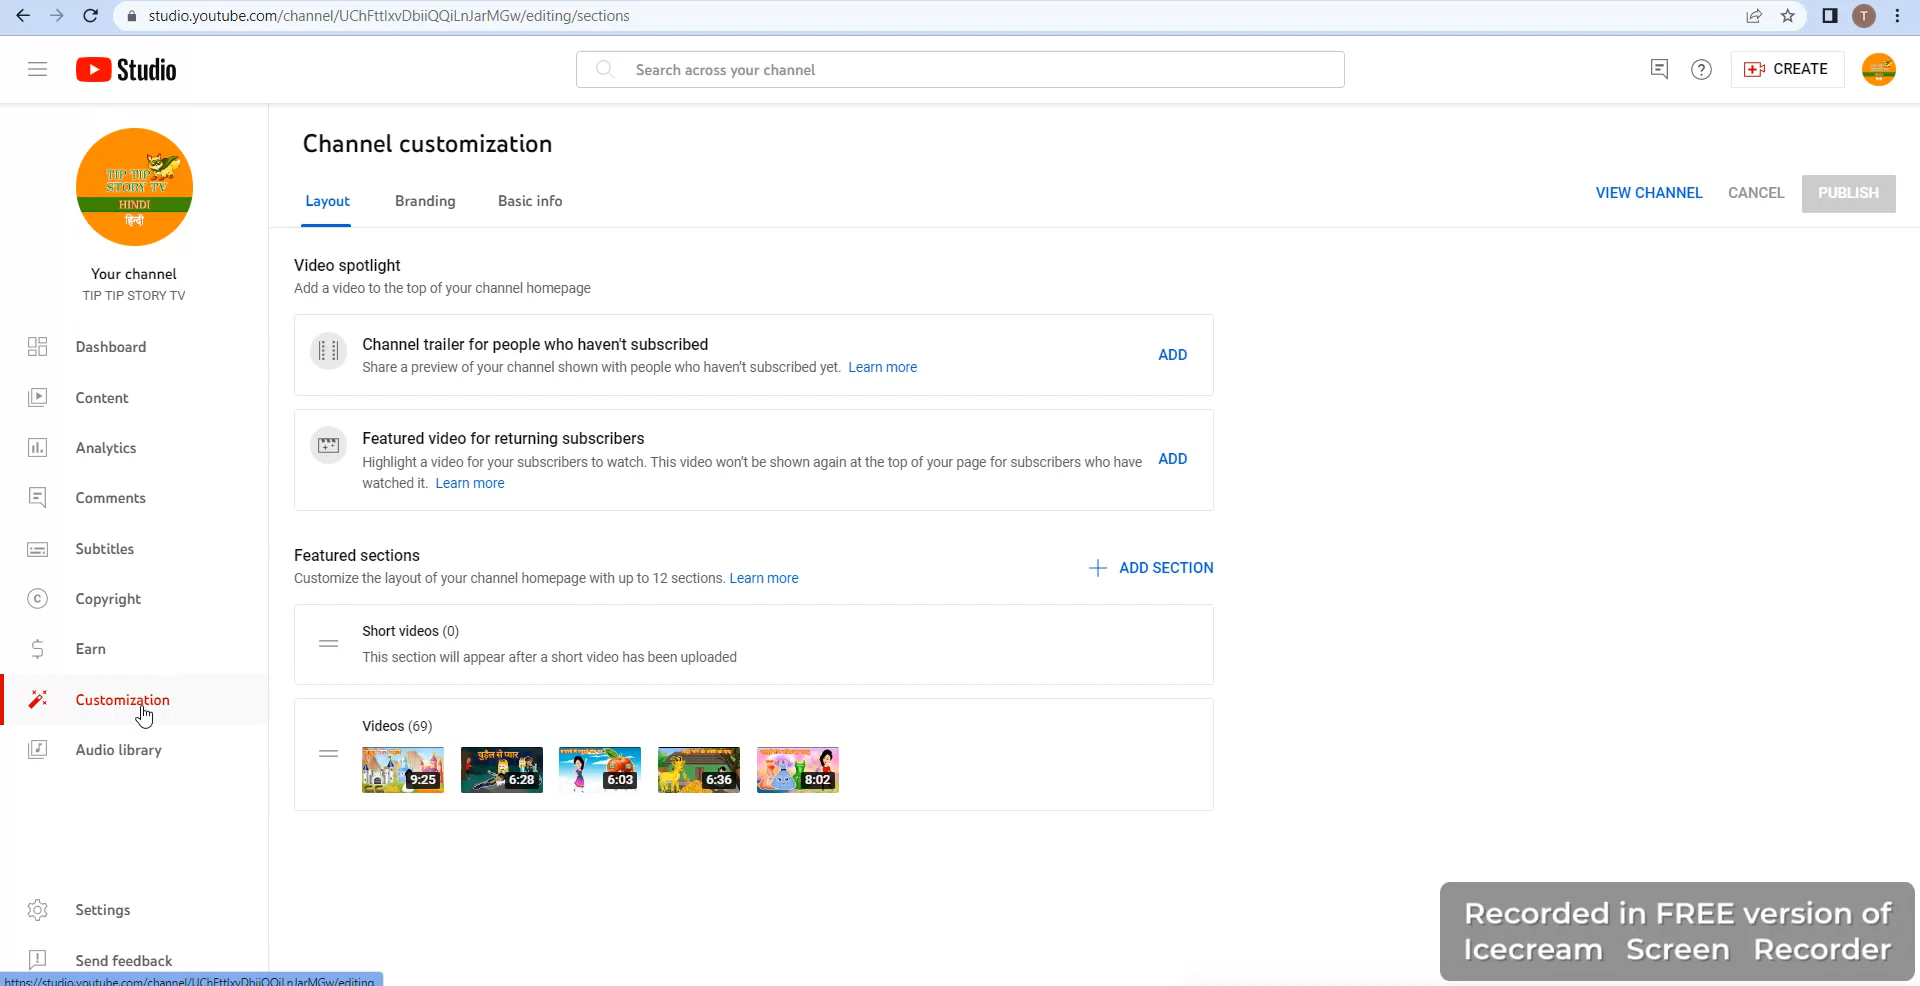 studio.youtube.com/channel/UChFttIxvDbiiQQiLnJarMGw/editing/sections
T
Studio
Search across your channel
CREATE
TIP TIP
STORY TV
HINDI
हिन्दी
Your channel
TIP TIP STORY TV
Dashboard
Content
Analytics
Comments
Subtitles
Copyright
Earn
Customization
Audio library
Settings
Send feedback
Channel customization
Layout Branding Basic info
VIEW CHANNEL CANCEL PUBLISH
Video spotlight
Add a video to the top of your channel homepage
Channel trailer for people who haven't subscribed
Share a preview of your channel shown with people who haven't subscribed yet. Learn more
ADD
Featured video for returning subscribers
Highlight a video for your subscribers to watch. This video won't be shown again at the top of your page for subscribers who have
watched it. Learn more
ADD
Featured sections
Customize the layout of your channel homepage with up to 12 sections. Learn more
ADD SECTION
Short videos (0)
This section will appear after a short video has been uploaded
Videos (69)
चुड़ैल से प्यार
9:25 6:28 6:03 6:36 8:02
Recorded in FREE version of
Icecream Screen Recorder
https://studio.youtube.com/channel/UChFttIxvDbiiQQiLnJarMGw/editing